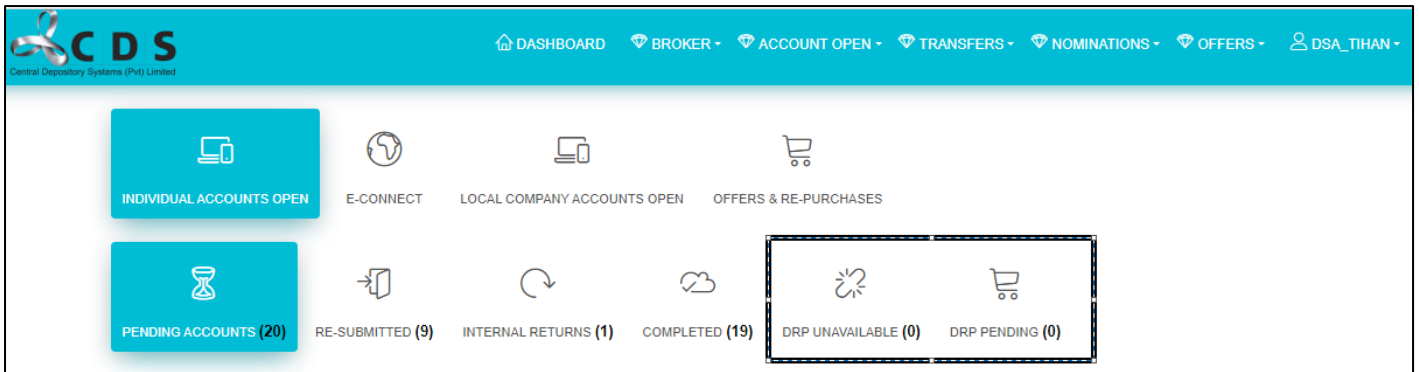 CDS
Central Depository Systems (Pvt) Limited
DASHBOARD BROKER ACCOUNT OPEN TRANSFERS NOMINATIONS OFFERS DSA_TIHAN
INDIVIDUAL ACCOUNTS OPEN E-CONNECT LOCAL COMPANY ACCOUNTS OPEN OFFERS & RE-PURCHASES
PENDING ACCOUNTS (20) RE-SUBMITTED (9) INTERNAL RETURNS (1) COMPLETED (19) DRP UNAVAILABLE (0) DRP PENDING (0)